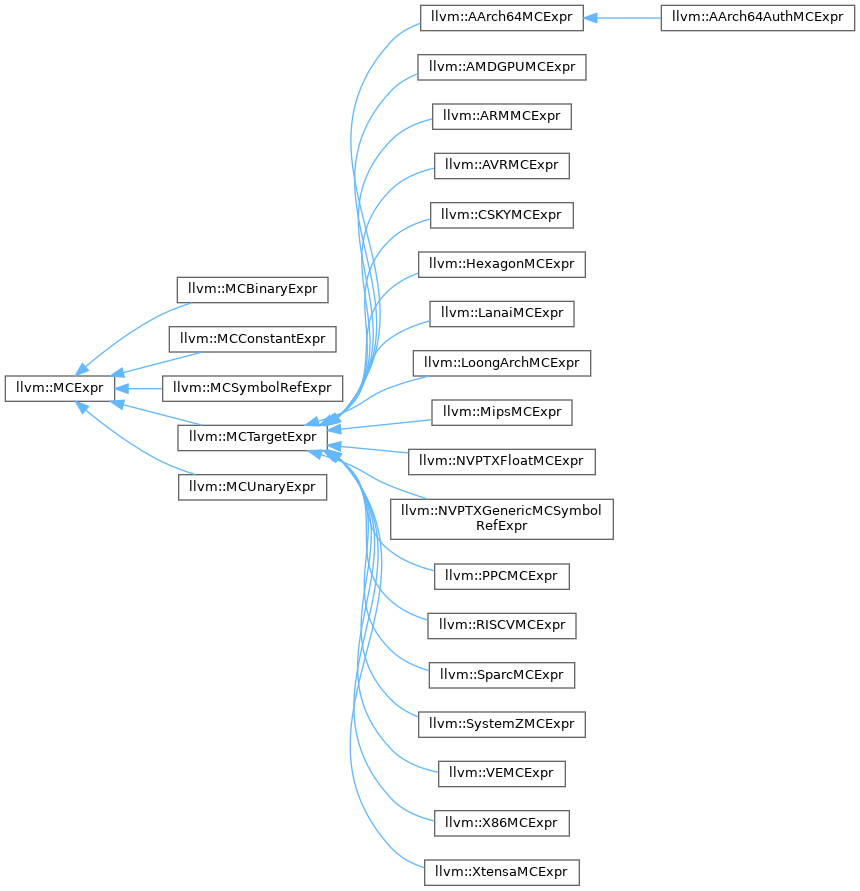 llvm::AArch64MCExpr
llvm::AArch64AuthMCExpr
llvm::AMDGPUMCExpr
llvm::ARMMCExpr
llvm::AVRMCExpr
llvm::CSKYMCExpr
llvm::HexagonMCExpr
llvm::MCBinaryExpr
llvm::LanaiMCExpr
llvm::MCConstantExpr
llvm::LoongArchMCExpr
llvm::MCExpr
llvm::MCSymbolRefExpr
llvm::MipsMCExpr
llvm::MCTargetExpr
llvm::NVPTXFloatMCExpr
llvm::MCUnaryExpr
llvm::NVPTXGenericMCSymbol
RefExpr
llvm::PPCMCExpr
llvm::RISCVMCExpr
llvm::SparcMCExpr
llvm::SystemZMCExpr
llvm::VEMCExpr
llvm::X86MCExpr
llvm::XtensaMCExpr